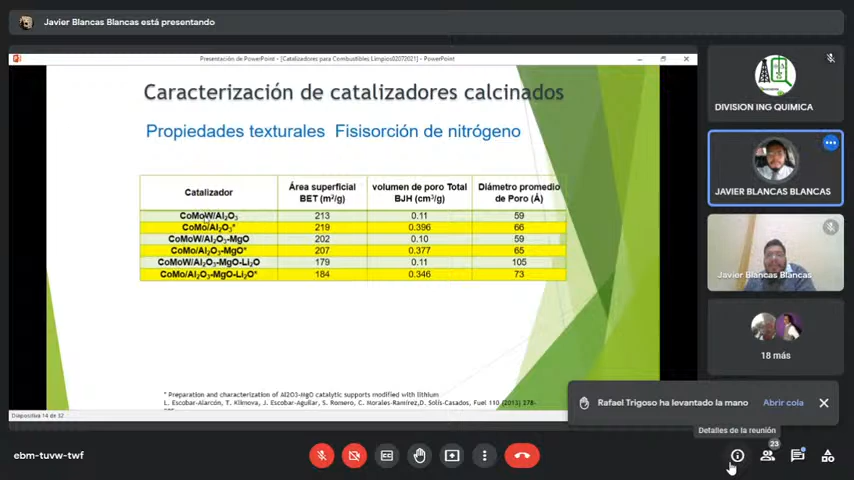 Javier Blancas Blancas está presentando
Presentación de PowerPoint - [Catalizadores para Combustibles Limpios02072021] - PowerPoint
Caracterización de catalizadores calcinados
Propiedades texturales Fisisorción de nitrógeno
Catalizador Área superficial BET (m²/g) volumen de poro Total BJH (cm³/g) Diámetro promedio de Poro (Å)
CoMoW/Al₂O₃ 213 0.11 59
CoMo/Al₂O₃* 219 0.396 66
CoMoW/Al₂O₃-MgO 202 0.10 59
CoMo/Al₂O₃-MgO* 207 0.377 65
CoMoW/Al₂O₃-MgO-Li₂O 179 0.11 105
CoMo/Al₂O₃-MgO-Li₂O* 184 0.346 73
* Preparation and characterization of Al2O3-MgO catalytic supports modified with lithium
L. Escobar-Alarcón, T. Klimova, J. Escobar-Aguilar, S. Romero, C. Morales-Ramírez, D. Solís-Casados, Fuel 110 (2013) 278-
Diapositiva 14 de 32
DIVISION ING QUIMICA
JAVIER BLANCAS BLANCAS
Javier Blancas Blancas
18 más
Rafael Trigoso ha levantado la mano
Abrir cola
Detalles de la reunión
23
ebm-tuvw-twf